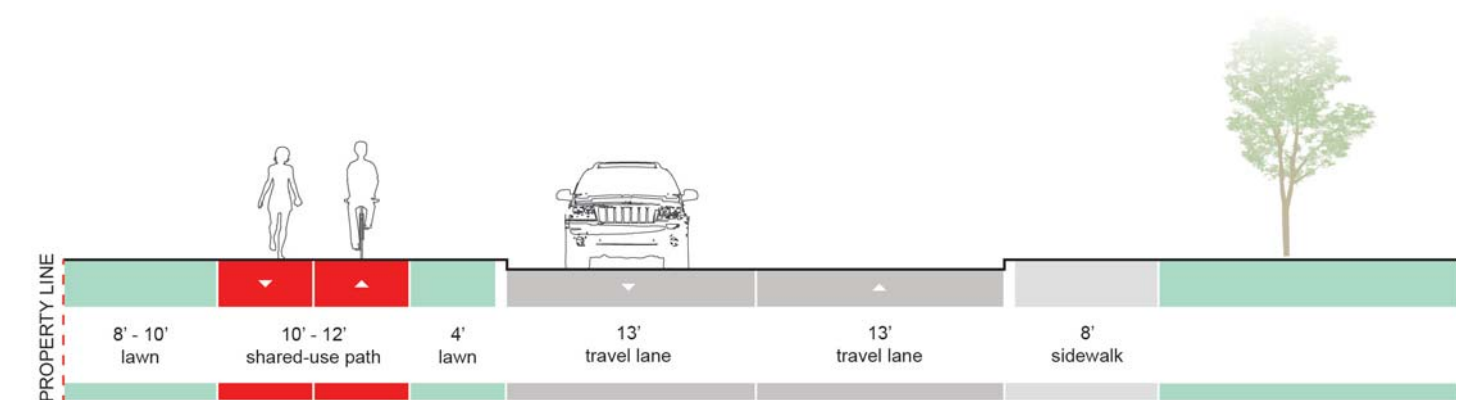 PROPERTY LINE
8' - 10'
lawn
10' - 12'
shared-use path
4'
lawn
13'
travel lane
13'
travel lane
8'
sidewalk